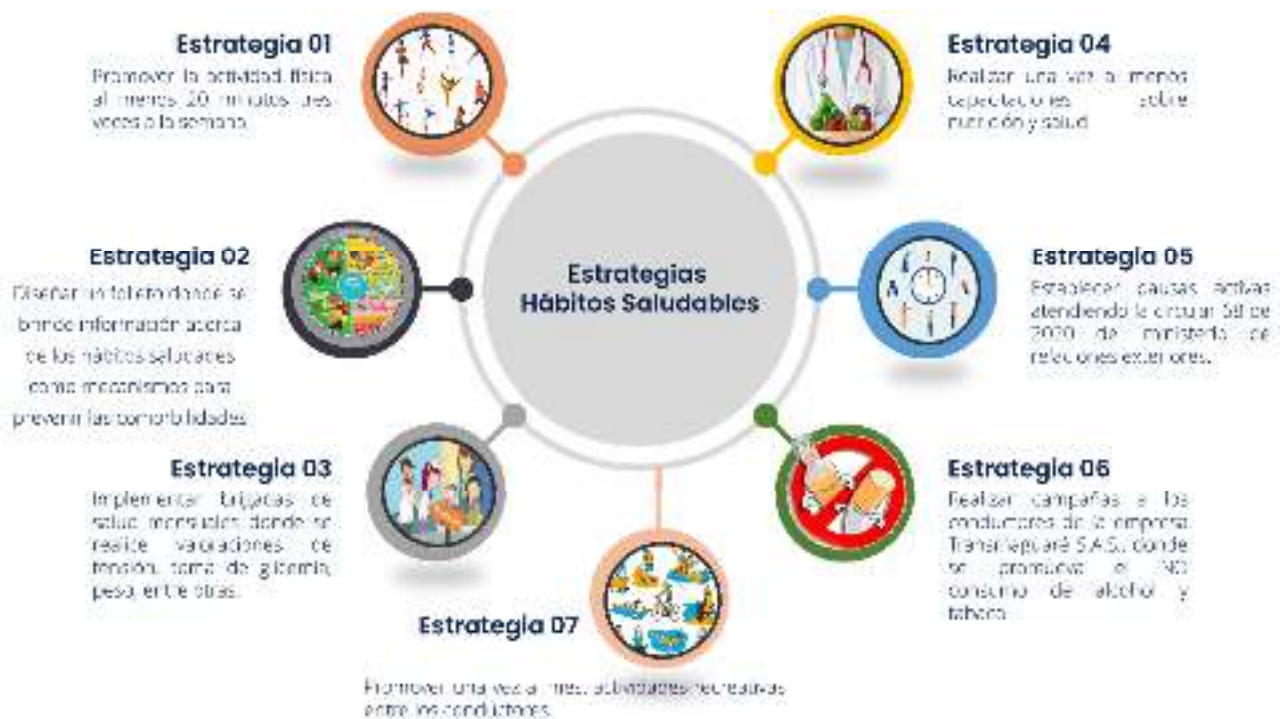 Estrategia 01
Promover la actividad física
al menos 20 minutos tres
veces a la semana.
Estrategia 02
Diseñar un folleto donde se
brinde información acerca
de los hábitos saludables
como mecanismos para
prevenir las comorbilidades
Estrategia 03
Implementar brigadas de
salud mensuales donde se
realice valoraciones de
tensión, toma de glicemia,
peso, entre otras.
Estrategias
Hábitos Saludables
Estrategia 04
Realizar una vez al menos
capacitaciones sobre
nutrición y salud
Estrategia 05
Establecer pausas activas
atendiendo la circular de
2020 de ministerio de
relaciones exteriores.
Estrategia 06
Realizar campañas a los
conductores de la empresa
S.A.S., donde
se promueva el NO
consumo de alcohol y
tabaco
Estrategia 07
Promover una vez al mes, actividades recreativas
entre los conductores.